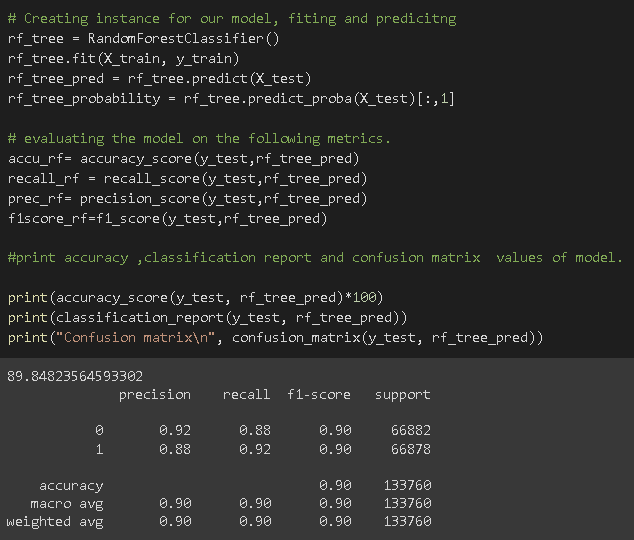 # Creating instance for our model, fiting and predicitng
rf_tree = RandomForestClassifier()
rf_tree.fit(X_train, y_train)
rf_tree_pred = rf_tree.predict(X_test)
rf_tree_probability = rf_tree.predict_proba(X_test)[:,1]
# evaluating the model on the following metrics.
accu_rf= accuracy_score(y_test,rf_tree_pred)
recall_rf = recall_score(y_test,rf_tree_pred)
prec_rf= precision_score(y_test,rf_tree_pred)
f1score_rf=f1_score(y_test,rf_tree_pred)
#print accuracy ,classification report and confusion matrix  values of model.
print(accuracy_score(y_test, rf_tree_pred)*100)
print(classification_report(y_test, rf_tree_pred))
print("Confusion matrix\n", confusion_matrix(y_test, rf_tree_pred))
89.84823564593302
precision    recall  f1-score   support
0       0.92      0.88      0.90     66882
1       0.88      0.92      0.90     66878
accuracy                           0.90    133760
macro avg       0.90      0.90      0.90    133760
weighted avg       0.90      0.90      0.90    133760